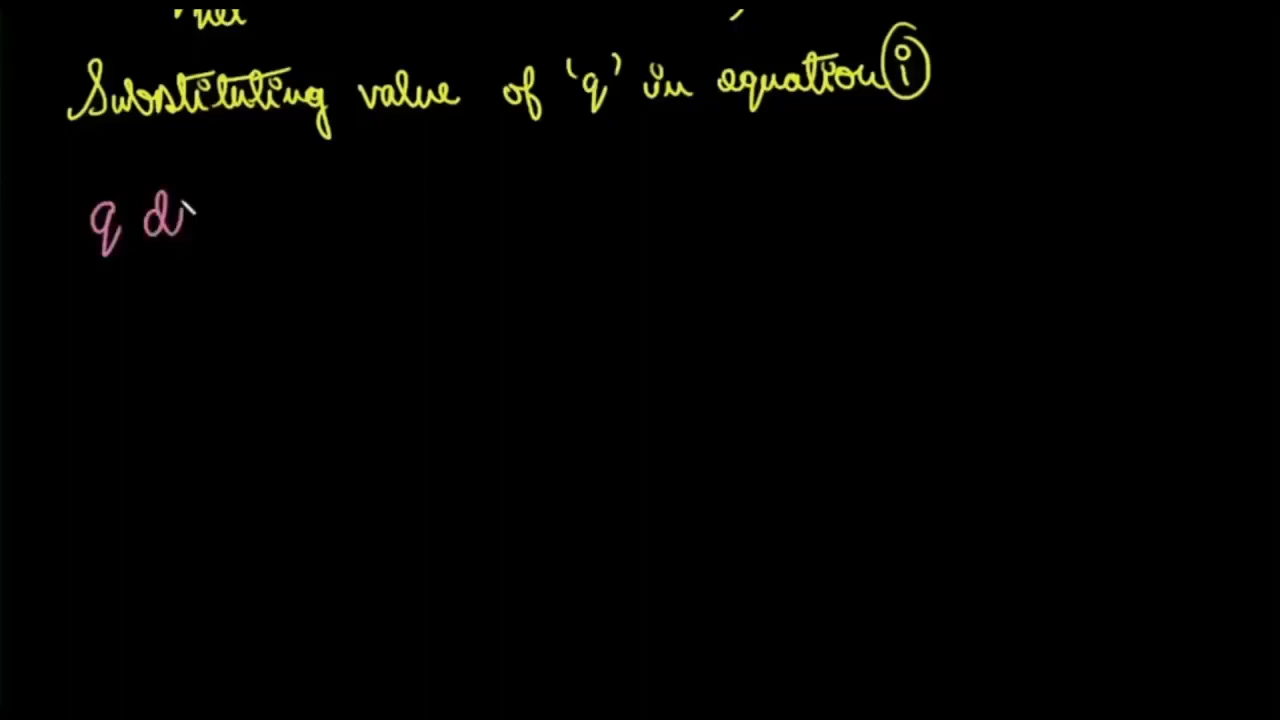 Substituting value of 'q' in equation (i)
q d